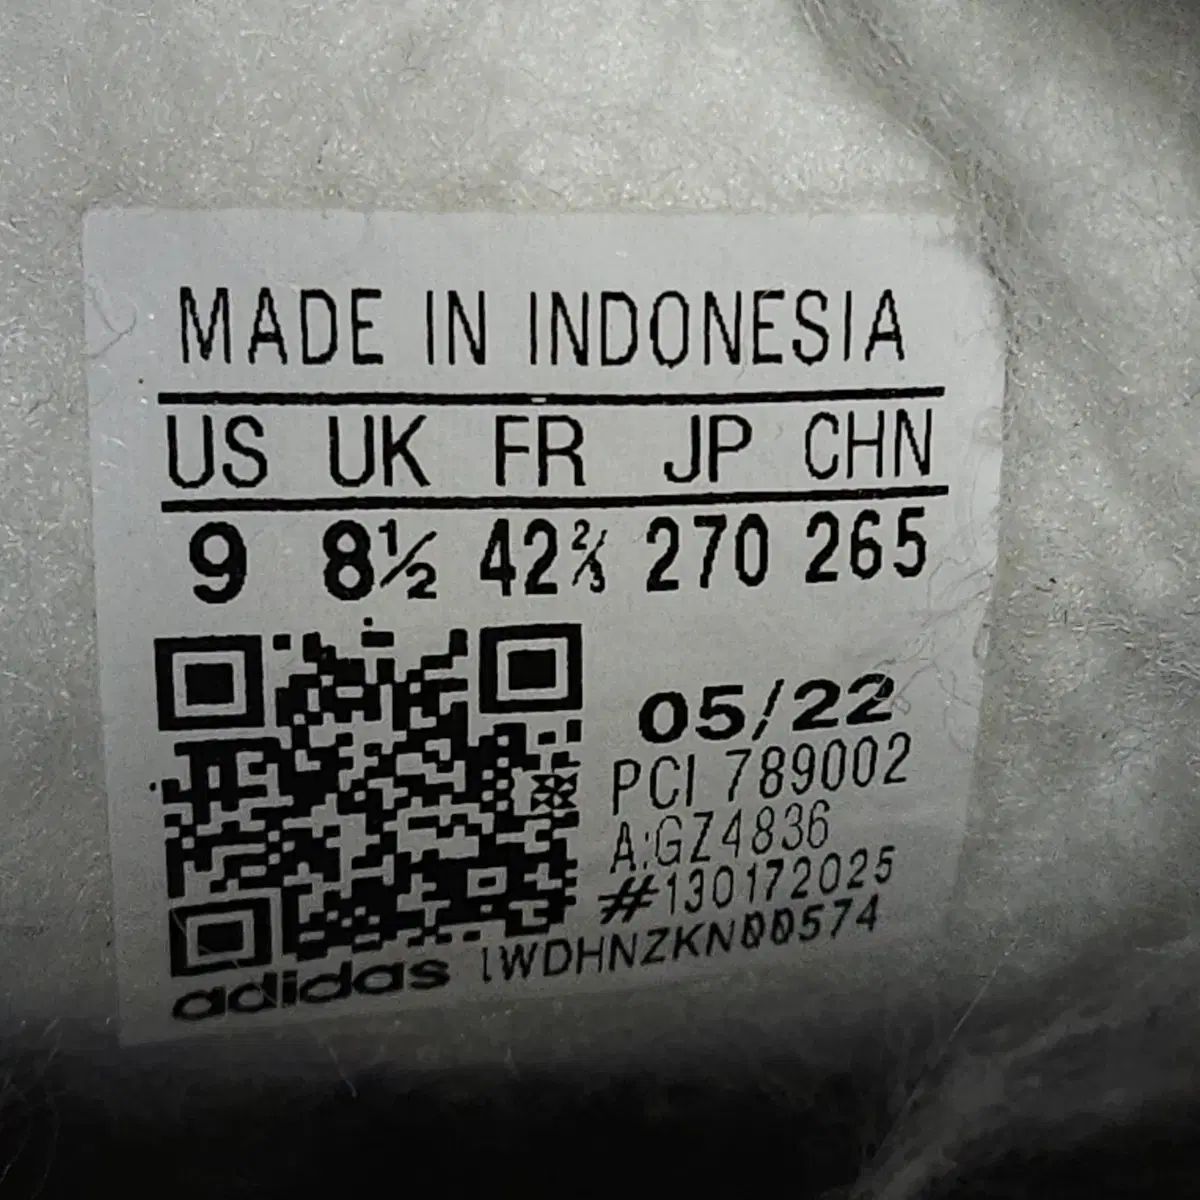 MADE IN INDONESIA
US UK FR JP CHN
9 8½ 42⅔ 270 265
05/22
PCI 789002
A:GZ4836
#130172025
adidas 1WDHNZKN00574